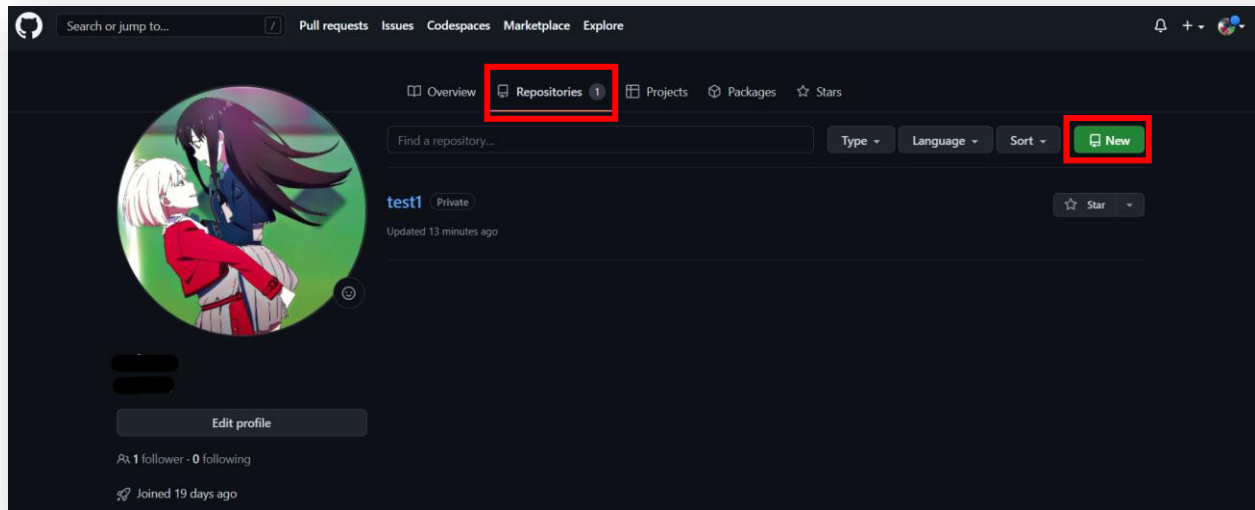 Search or jump to... / Pull requests Issues Codespaces Marketplace Explore
Overview Repositories 1 Projects Packages Stars
Find a repository... Type Language Sort New
test1 Private Star
Updated 13 minutes ago
Edit profile
1 follower · 0 following
Joined 19 days ago